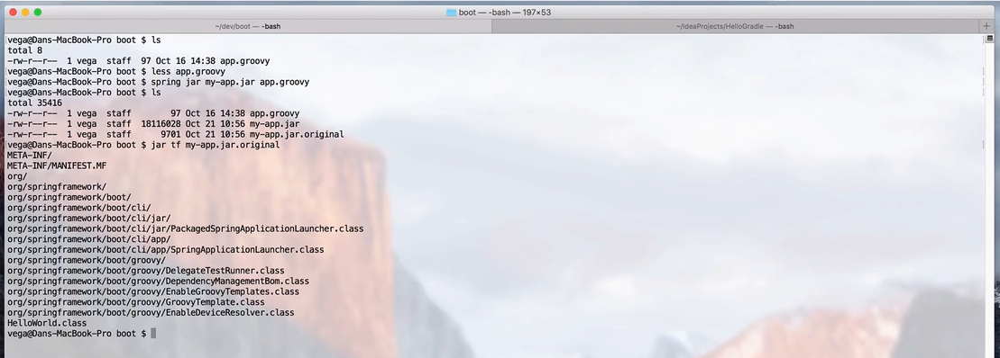 boot — -bash — 197×53
~/dev/boot — -bash
~/IdeaProjects/HelloGradle — -bash
vega@Dans-MacBook-Pro boot $ ls
total 8
-rw-r--r--  1 vega  staff  97 Oct 16 14:38 app.groovy
vega@Dans-MacBook-Pro boot $ less app.groovy
vega@Dans-MacBook-Pro boot $ spring jar my-app.jar app.groovy
vega@Dans-MacBook-Pro boot $ ls
total 35416
-rw-r--r--  1 vega  staff        97 Oct 16 14:38 app.groovy
-rw-r--r--  1 vega  staff  18116028 Oct 21 10:56 my-app.jar
-rw-r--r--  1 vega  staff      9701 Oct 21 10:56 my-app.jar.original
vega@Dans-MacBook-Pro boot $ jar tf my-app.jar.original
META-INF/
META-INF/MANIFEST.MF
org/
org/springframework/
org/springframework/boot/
org/springframework/boot/cli/
org/springframework/boot/cli/jar/
org/springframework/boot/cli/jar/PackagedSpringApplicationLauncher.class
org/springframework/boot/cli/app/
org/springframework/boot/cli/app/SpringApplicationLauncher.class
org/springframework/boot/groovy/
org/springframework/boot/groovy/DelegateTestRunner.class
org/springframework/boot/groovy/DependencyManagementBom.class
org/springframework/boot/groovy/EnableGroovyTemplates.class
org/springframework/boot/groovy/GroovyTemplate.class
org/springframework/boot/groovy/EnableDeviceResolver.class
HelloWorld.class
vega@Dans-MacBook-Pro boot $